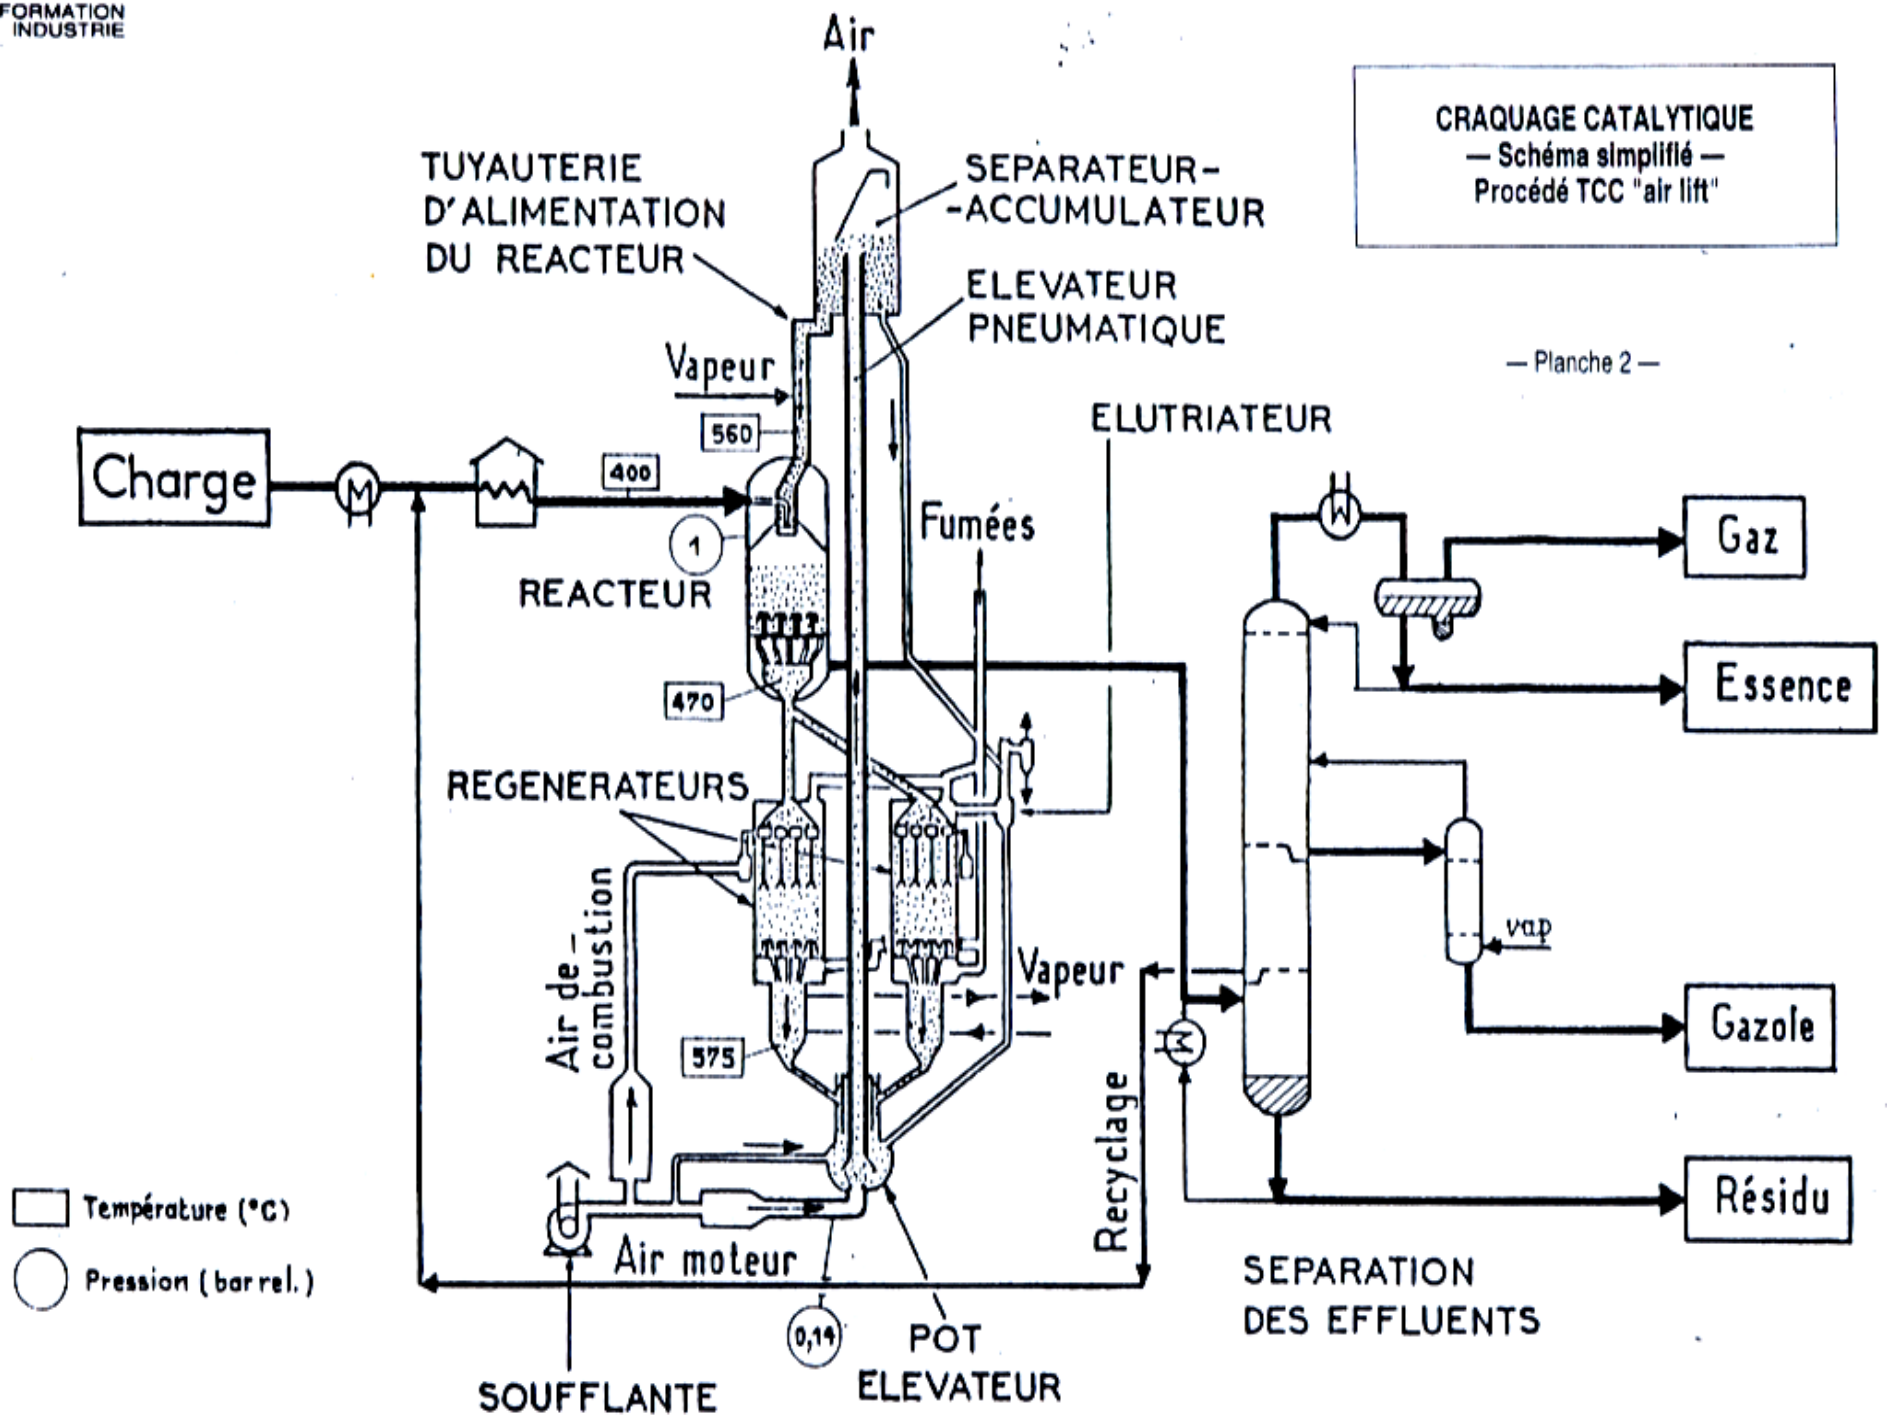 FORMATION
INDUSTRIE
Air
CRAQUAGE CATALYTIQUE
— Schéma simplifié —
Procédé TCC "air lift"
TUYAUTERIE
D'ALIMENTATION
DU REACTEUR
SEPARATEUR-
-ACCUMULATEUR
ELEVATEUR
PNEUMATIQUE
— Planche 2 —
Vapeur
560
ELUTRIATEUR
Charge
400
1
Fumées
Gaz
REACTEUR
470
Essence
REGENERATEURS
Air de-
combustion
vap
Vapeur
575
Gazole
Recyclage
Résidu
Température (°C)
Pression (bar rel.)
Air moteur
0,14
POT
ELEVATEUR
SOUFFLANTE
SEPARATION
DES EFFLUENTS